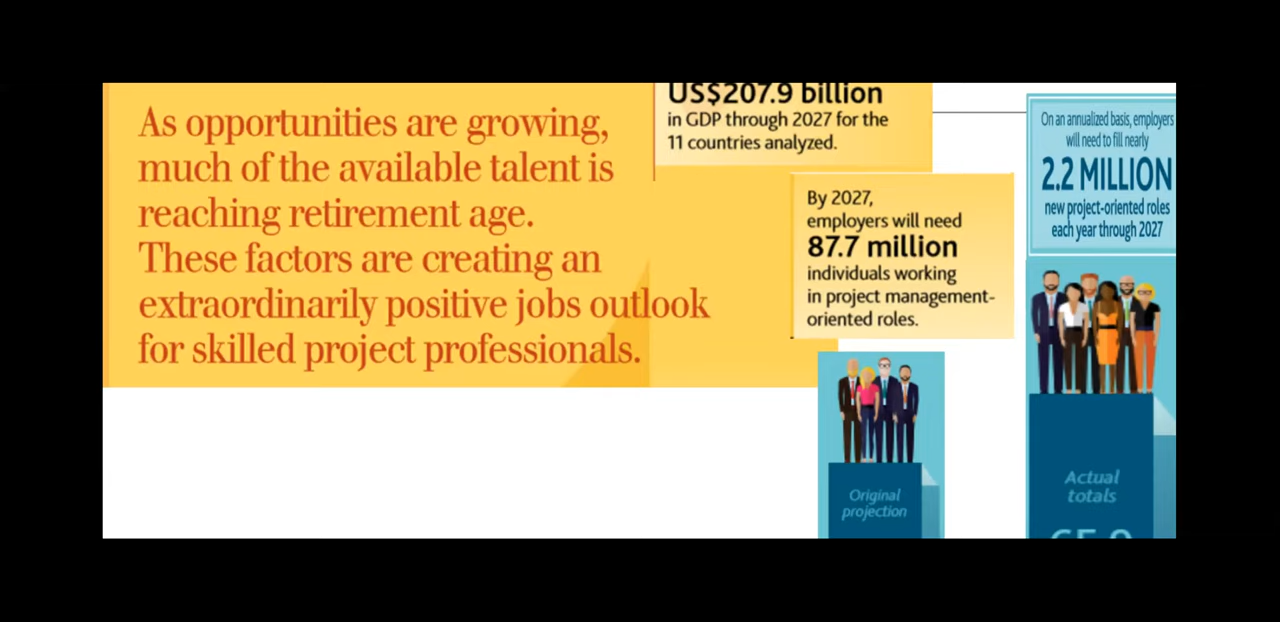 As opportunities are growing,
much of the available talent is
reaching retirement age.
These factors are creating an
extraordinarily positive jobs outlook
for skilled project professionals.
US$207.9 billion
in GDP through 2027 for the
11 countries analyzed.
By 2027,
employers will need
87.7 million
individuals working
in project management-
oriented roles.
On an annualized basis, employers
will need to fill nearly
2.2 MILLION
new project-oriented roles
each year through 2027
Original
projection
Actual
totals